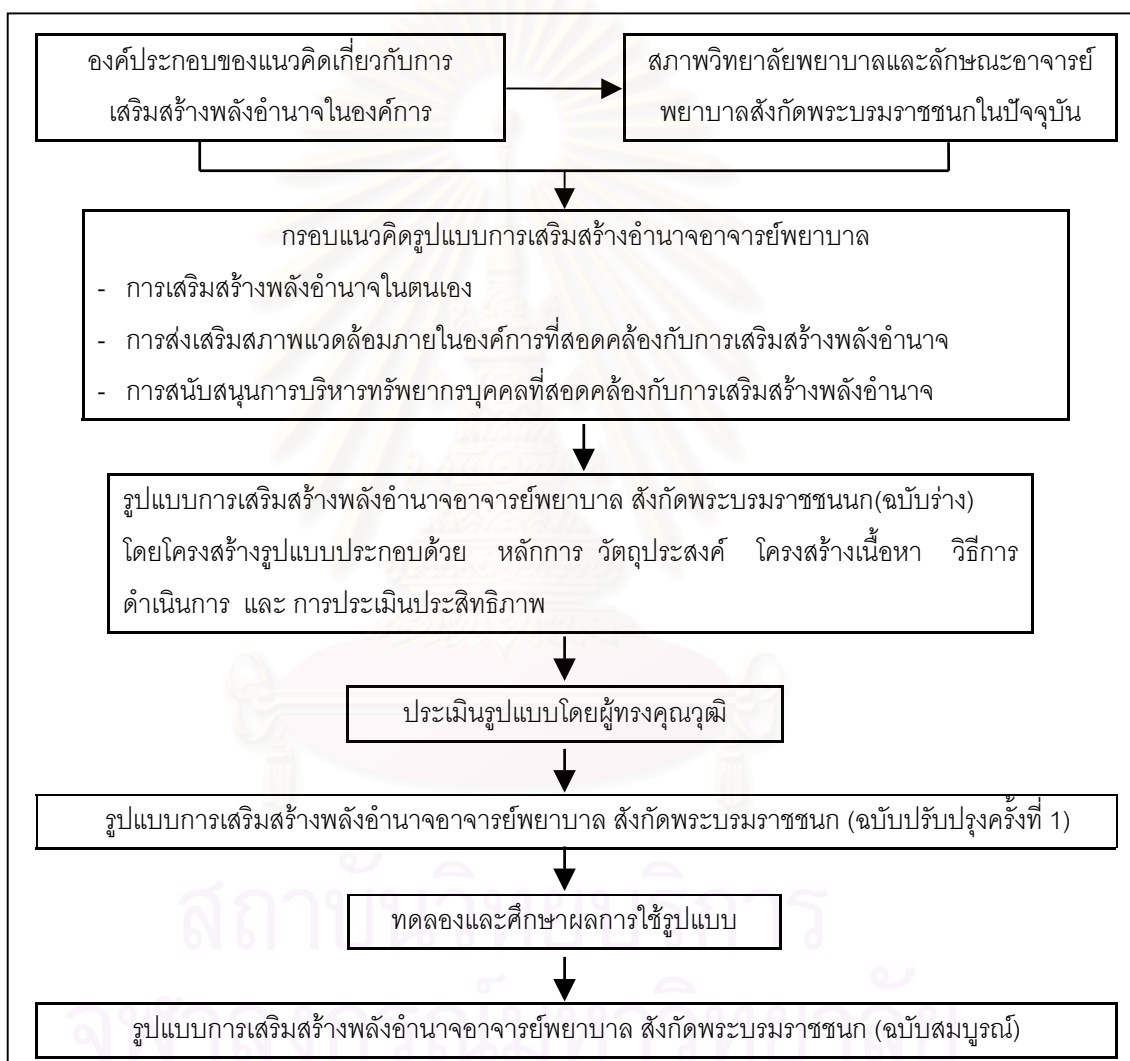 องค์ประกอบของแนวคิดเกี่ยวกับการ
เสริมสร้างพลังอำนาจในองค์การ
สภาพวิทยาลัยพยาบาลและลักษณะอาจารย์
พยาบาลสังกัดพระบรมราชชนกในปัจจุบัน
กรอบแนวคิดรูปแบบการเสริมสร้างอำนาจอาจารย์พยาบาล
- การเสริมสร้างพลังอำนาจในตนเอง
- การส่งเสริมสภาพแวดล้อมภายในองค์การที่สอดคล้องกับการเสริมสร้างพลังอำนาจ
- การสนับสนุนการบริหารทรัพยากรบุคคลที่สอดคล้องกับการเสริมสร้างพลังอำนาจ
รูปแบบการเสริมสร้างพลังอำนาจอาจารย์พยาบาล สังกัดพระบรมราชชนนก(ฉบับร่าง)
โดยโครงสร้างรูปแบบประกอบด้วย หลักการ วัตถุประสงค์ โครงสร้างเนื้อหา วิธีการ
ดำเนินการ และ การประเมินประสิทธิภาพ
ประเมินรูปแบบโดยผู้ทรงคุณวุฒิ
รูปแบบการเสริมสร้างพลังอำนาจอาจารย์พยาบาล สังกัดพระบรมราชชนก (ฉบับปรับปรุงครั้งที่ 1)
สถาบันวิทยบริการ
ทดลองและศึกษาผลการใช้รูปแบบ
จุฬาลงกรณ์มหาวิทยาลัย
รูปแบบการเสริมสร้างพลังอำนาจอาจารย์พยาบาล สังกัดพระบรมราชชนก (ฉบับสมบูรณ์)